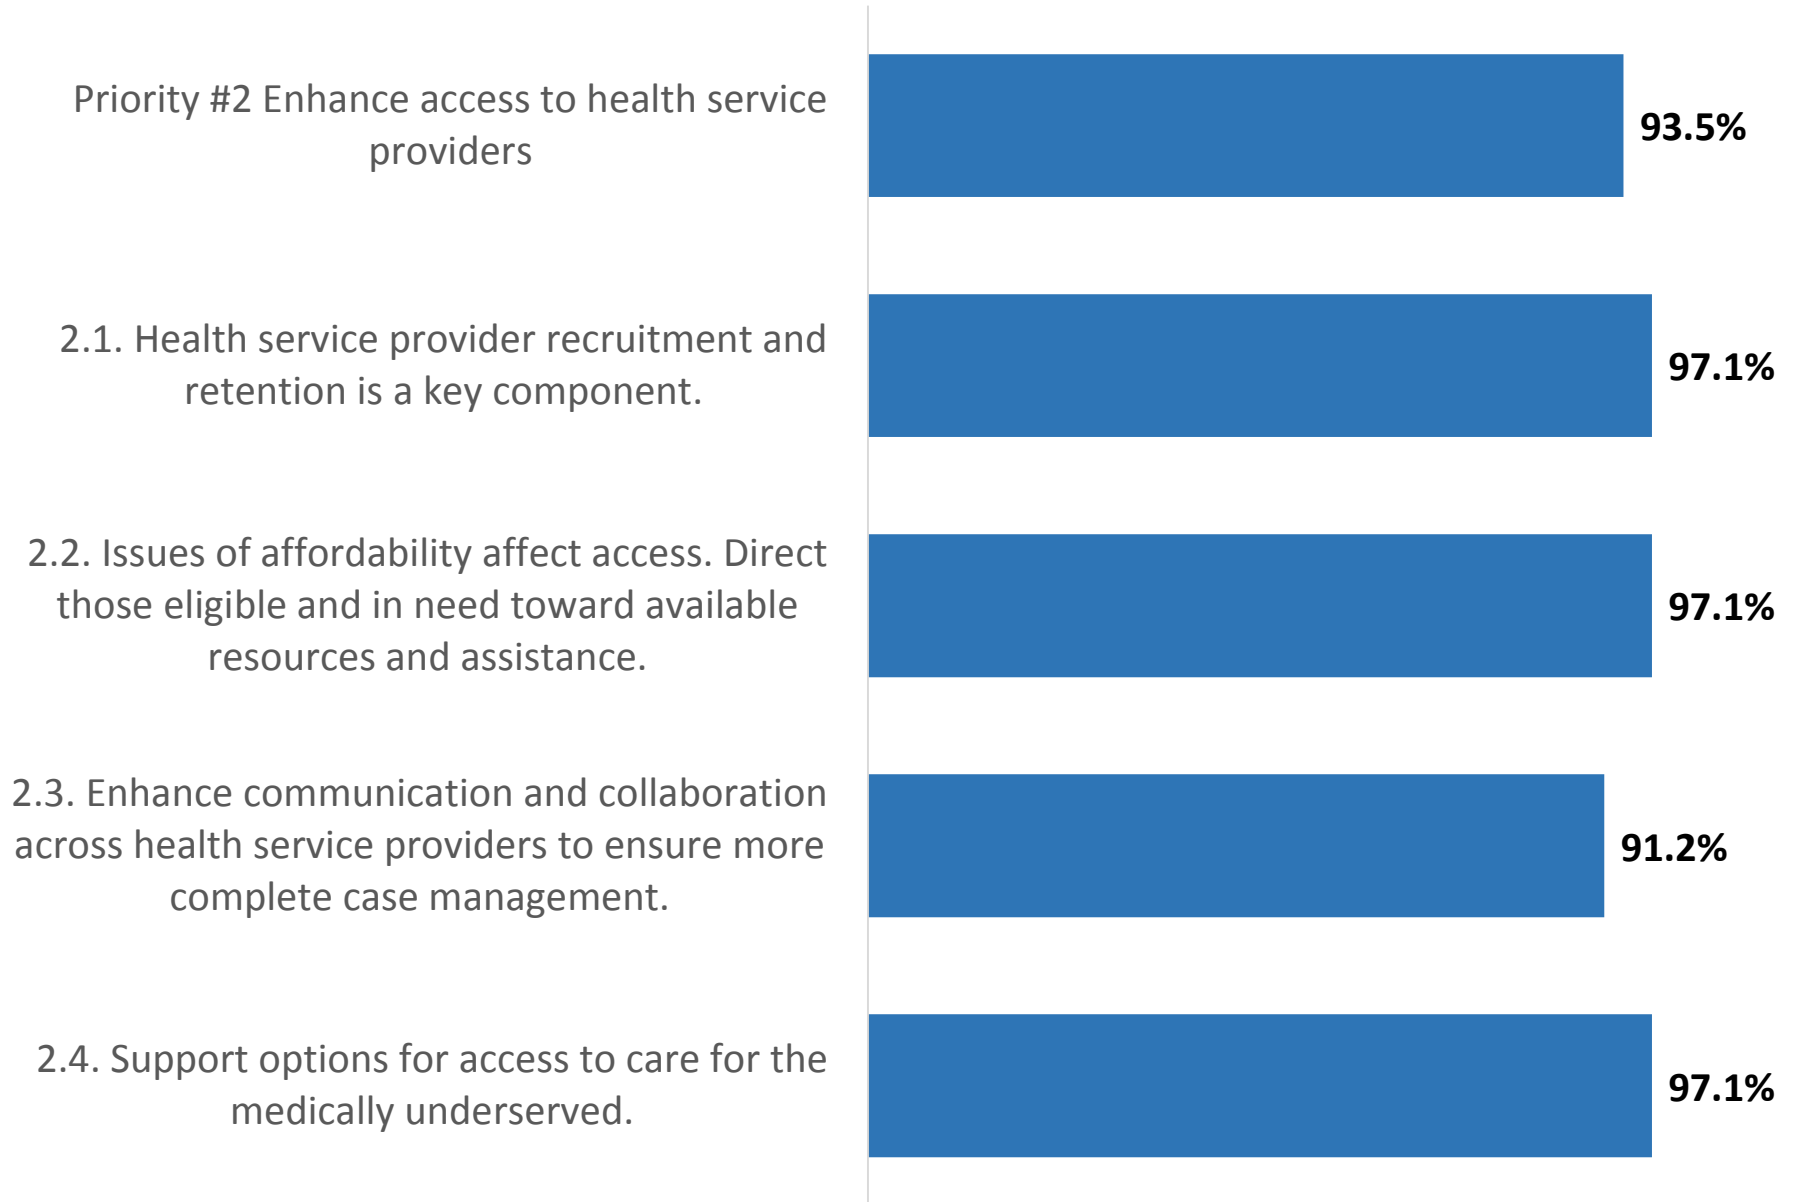 Priority #2 Enhance access to health service
providers
93.5%
2.1. Health service provider recruitment and
retention is a key component.
97.1%
2.2. Issues of affordability affect access. Direct
those eligible and in need toward available
resources and assistance.
97.1%
2.3. Enhance communication and collaboration
across health service providers to ensure more
complete case management.
91.2%
2.4. Support options for access to care for the
medically underserved.
97.1%